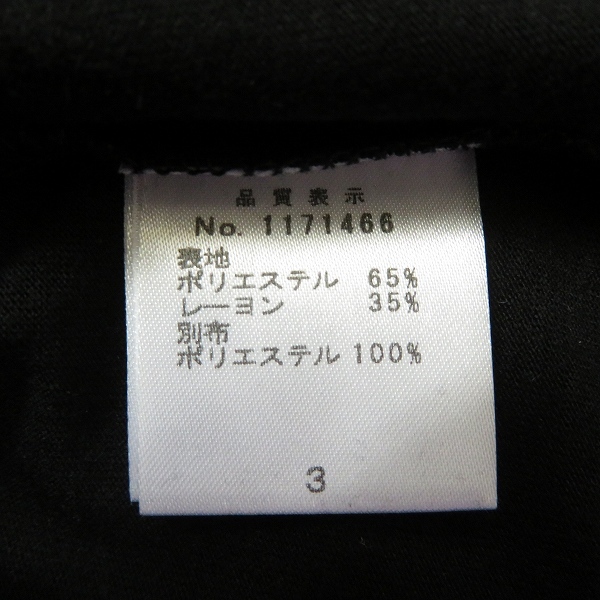 品質表示
No. 1171466
表地
ポリエステル 65%
レーヨン 35%
別布
ポリエステル 100%
3